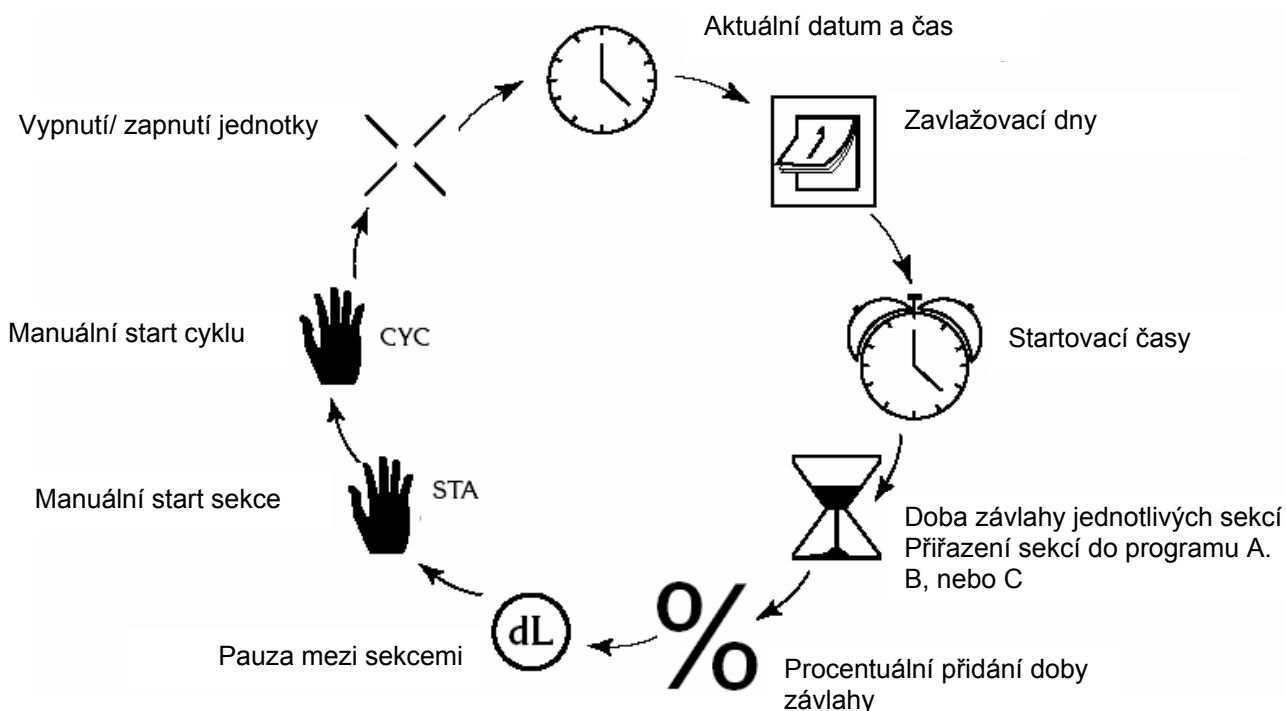 Aktuální datum a čas
Zavlažovací dny
Startovací časy
Doba závlahy jednotlivých sekcí
Přiřazení sekcí do programu A.
B, nebo C
%
Procentuální přidání doby
závlahy
dL
Pauza mezi sekcemi
STA
Manuální start sekce
CYC
Manuální start cyklu
Vypnutí/ zapnutí jednotky